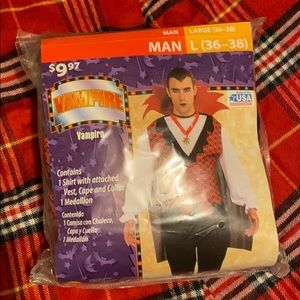 MAN LARGE (36-38)
MAN L (36-38)
$9.97
VAMPIRE
Vampiro
USA
Contains
1 Shirt with attached
Vest, Cape and Collar
1 Medallion
Contenido
1 Camisa con Chaleco,
Capa y Cuello
1 Medallón